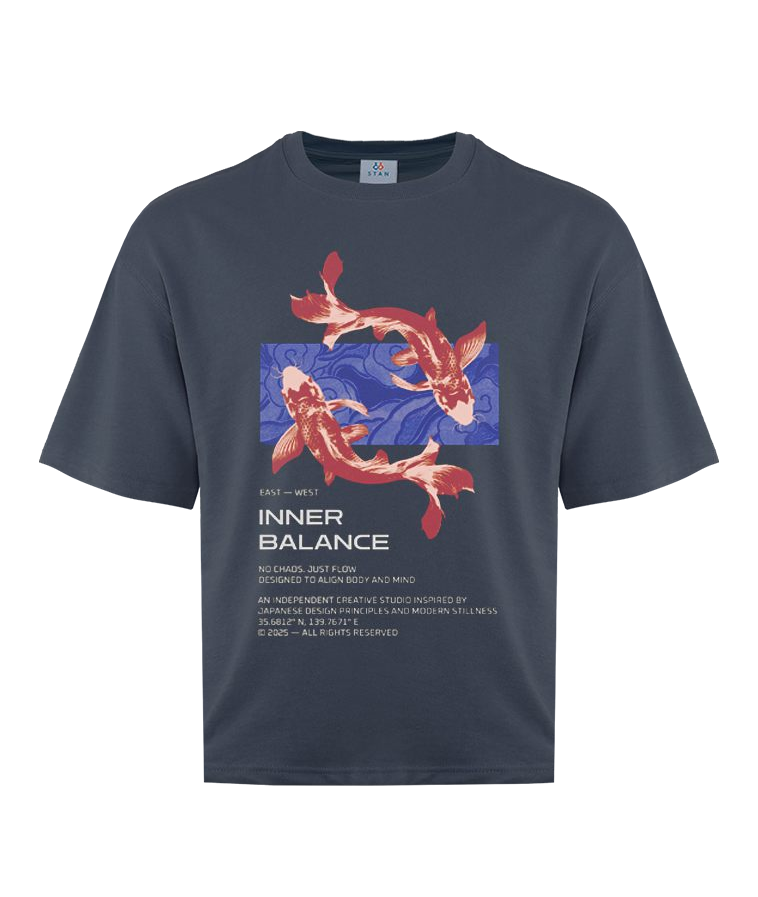 STAN
EAST — WEST
INNER
BALANCE
NO CHAOS. JUST FLOW
DESIGNED TO ALIGN BODY AND MIND
AN INDEPENDENT CREATIVE STUDIO INSPIRED BY
JAPANESE DESIGN PRINCIPLES AND MODERN STILLNESS
35.6812° N, 139.7671° E
© 2025 — ALL RIGHTS RESERVED